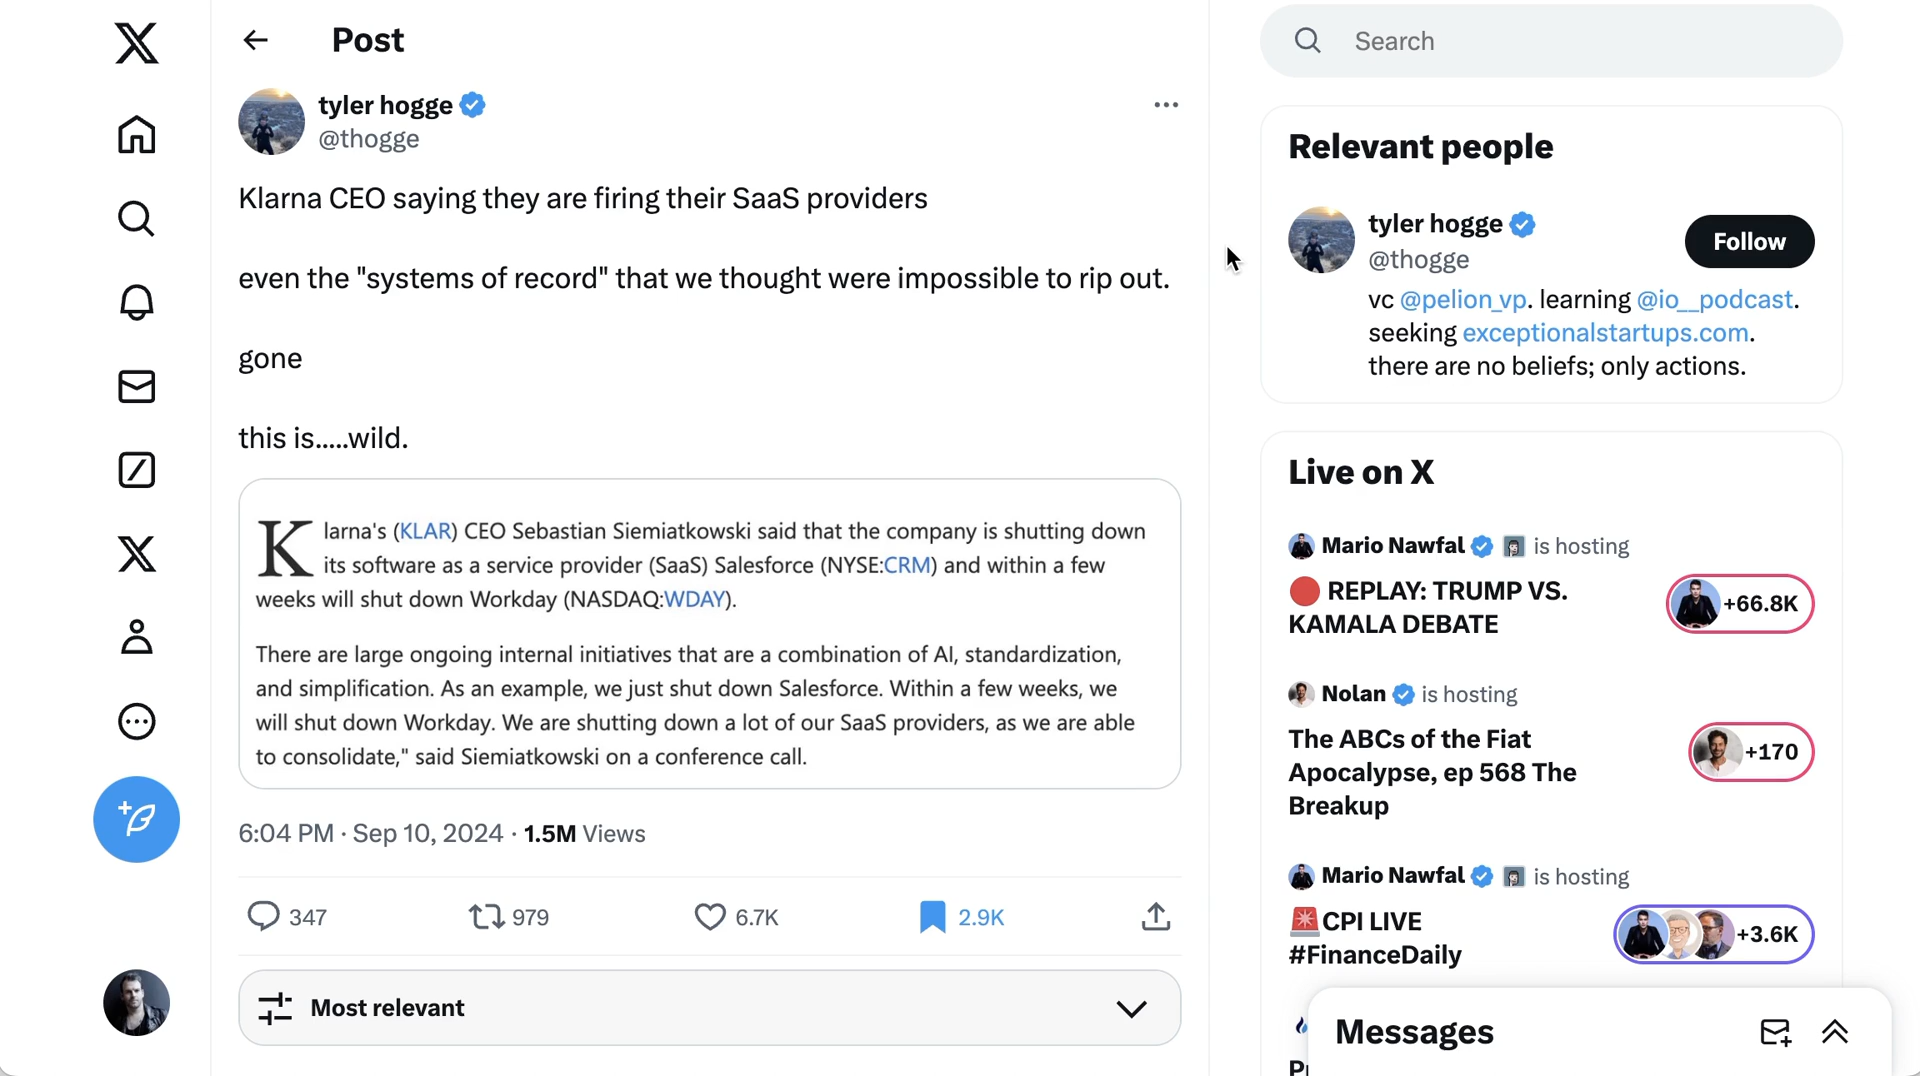 Post
tyler hogge
@thogge
Klarna CEO saying they are firing their SaaS providers
even the "systems of record" that we thought were impossible to rip out.
gone
this is.....wild.
Klarna's (KLAR) CEO Sebastian Siemiatkowski said that the company is shutting down
its software as a service provider (SaaS) Salesforce (NYSE:CRM) and within a few
weeks will shut down Workday (NASDAQ:WDAY).
There are large ongoing internal initiatives that are a combination of AI, standardization,
and simplification. As an example, we just shut down Salesforce. Within a few weeks, we
will shut down Workday. We are shutting down a lot of our SaaS providers, as we are able
to consolidate," said Siemiatkowski on a conference call.
6:04 PM · Sep 10, 2024 · 1.5M Views
347 979 6.7K 2.9K
Most relevant
Search
Relevant people
tyler hogge
@thogge
Follow
vc @pelion_vp. learning @io__podcast.
seeking exceptionalstartups.com.
there are no beliefs; only actions.
Live on X
Mario Nawfal is hosting
REPLAY: TRUMP VS.
KAMALA DEBATE
+66.8K
Nolan is hosting
The ABCs of the Fiat
Apocalypse, ep 568 The
Breakup
+170
Mario Nawfal is hosting
CPI LIVE
#FinanceDaily
+3.6K
Messages